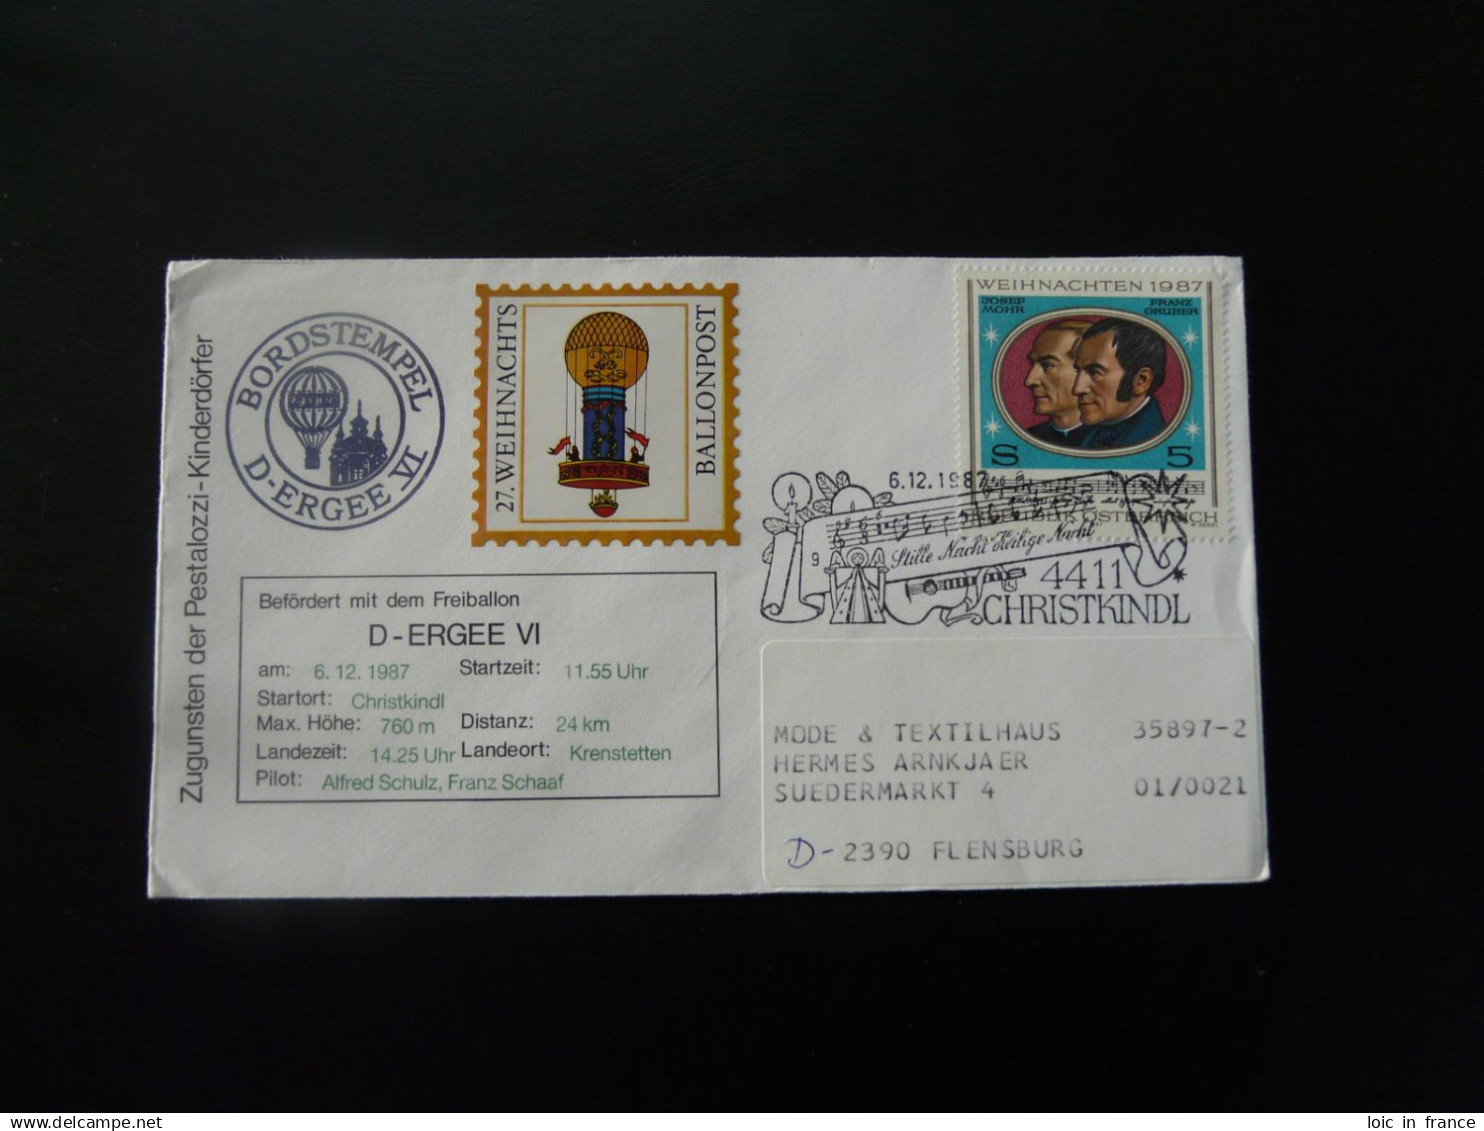 Zugunsten der Pestalozzi-Kinderdörfer
BORDSTEMPEL
D-ERGEE VI
27. WEIHNACHTS
BALLONPOST
WEIHNACHTEN 1987
JOSEF MOHR
FRANZ GRUBER
S 5
REPUBLIK ÖSTERREICH
6.12.1987
9
Stille Nacht Heilige Nacht
4411
CHRISTKINDL
Befördert mit dem Freiballon
D-ERGEE VI
am: 6. 12. 1987 Startzeit: 11.55 Uhr
Startort: Christkindl
Max. Höhe: 760 m Distanz: 24 km
Landezeit: 14.25 Uhr Landeort: Krenstetten
Pilot: Alfred Schulz, Franz Schaaf
MODE & TEXTILHAUS 35897-2
HERMES ARNKJAER
SUEDERMARKT 4 01/0021
D-2390 FLENSBURG
loic in france